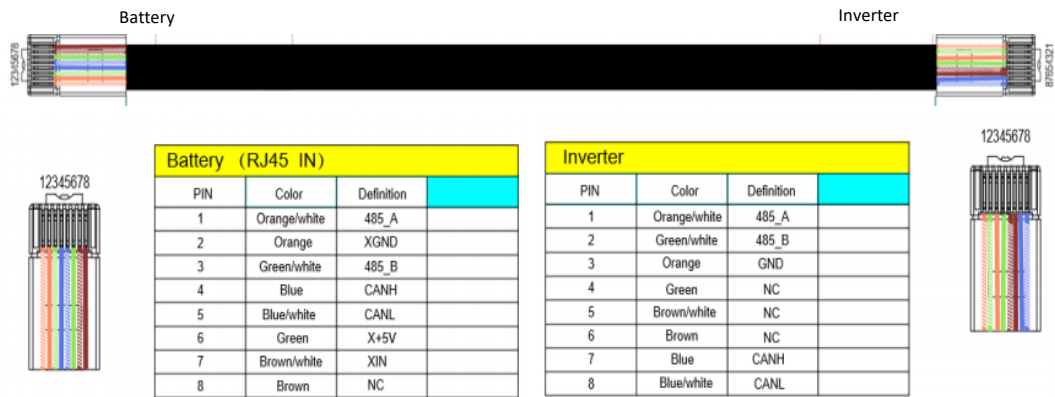 Battery
Inverter
12345678
87654321
12345678
12345678
Battery (RJ45 IN)
PIN Color Definition
1 Orange/white 485_A
2 Orange XGND
3 Green/white 485_B
4 Blue CANH
5 Blue/white CANL
6 Green X+5V
7 Brown/white XIN
8 Brown NC
Inverter
PIN Color Definition
1 Orange/white 485_A
2 Green/white 485_B
3 Orange GND
4 Green NC
5 Brown/white NC
6 Brown NC
7 Blue CANH
8 Blue/white CANL